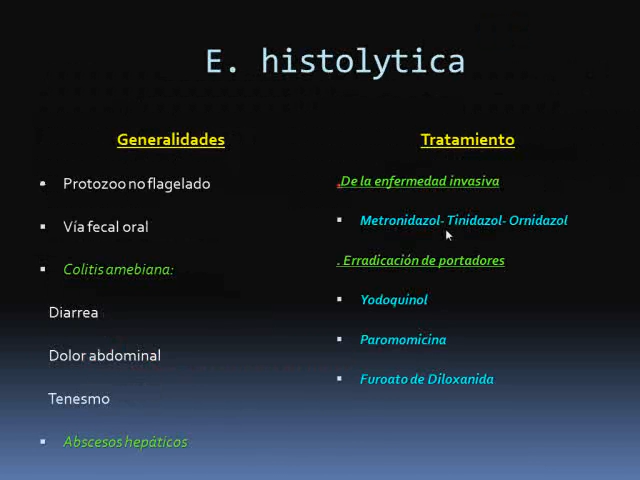 E. histolytica
Generalidades
Protozoo no flagelado
Vía fecal oral
Colitis amebiana:
Diarrea
Dolor abdominal
Tenesmo
Abscesos hepáticos
Tratamiento
.De la enfermedad invasiva
Metronidazol- Tinidazol- Ornidazol
. Erradicación de portadores
Yodoquinol
Paromomicina
Furoato de Diloxanida